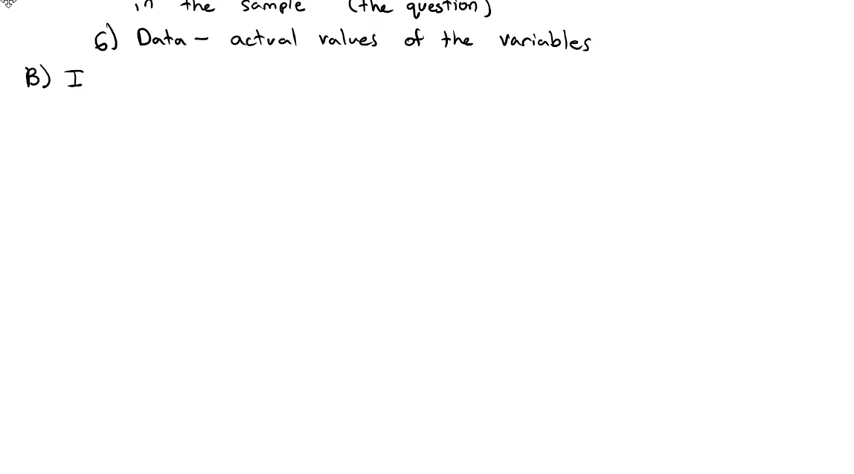 in the sample (the question)
6) Data – actual values of the variables
B) I